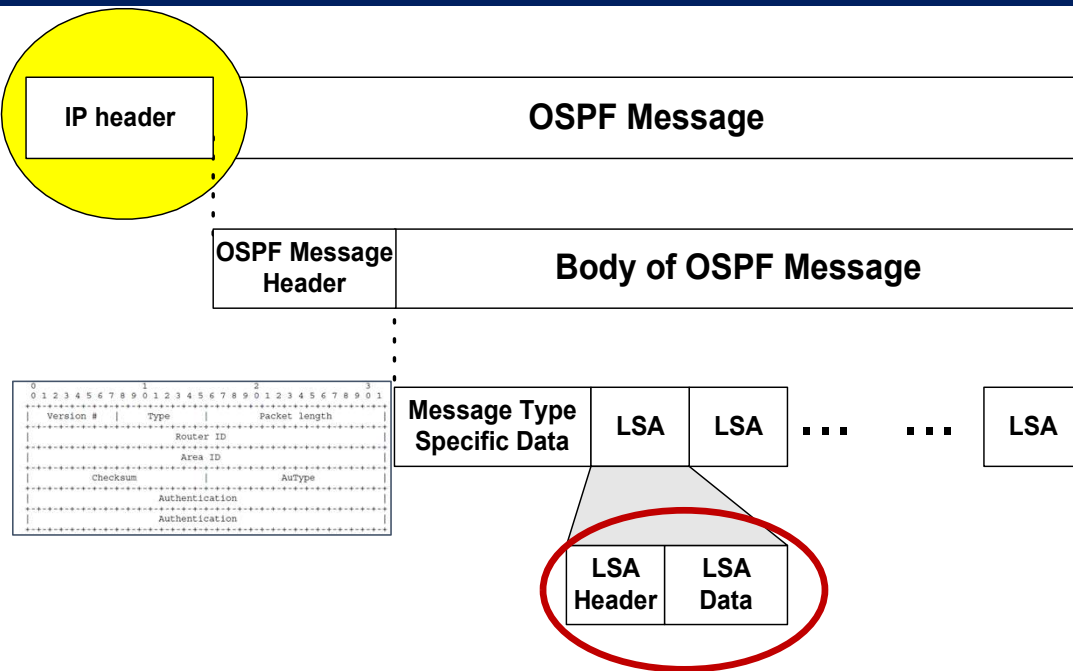 IP header
OSPF Message
OSPF Message
Header
Body of OSPF Message
0 1 2 3
0 1 2 3 4 5 6 7 8 9 0 1 2 3 4 5 6 7 8 9 0 1 2 3 4 5 6 7 8 9 0 1
Version # | Type | Packet length
Router ID
Area ID
Checksum | AuType
Authentication
Authentication
Message Type
Specific Data
LSA
LSA
... ...
LSA
LSA
Header
LSA
Data